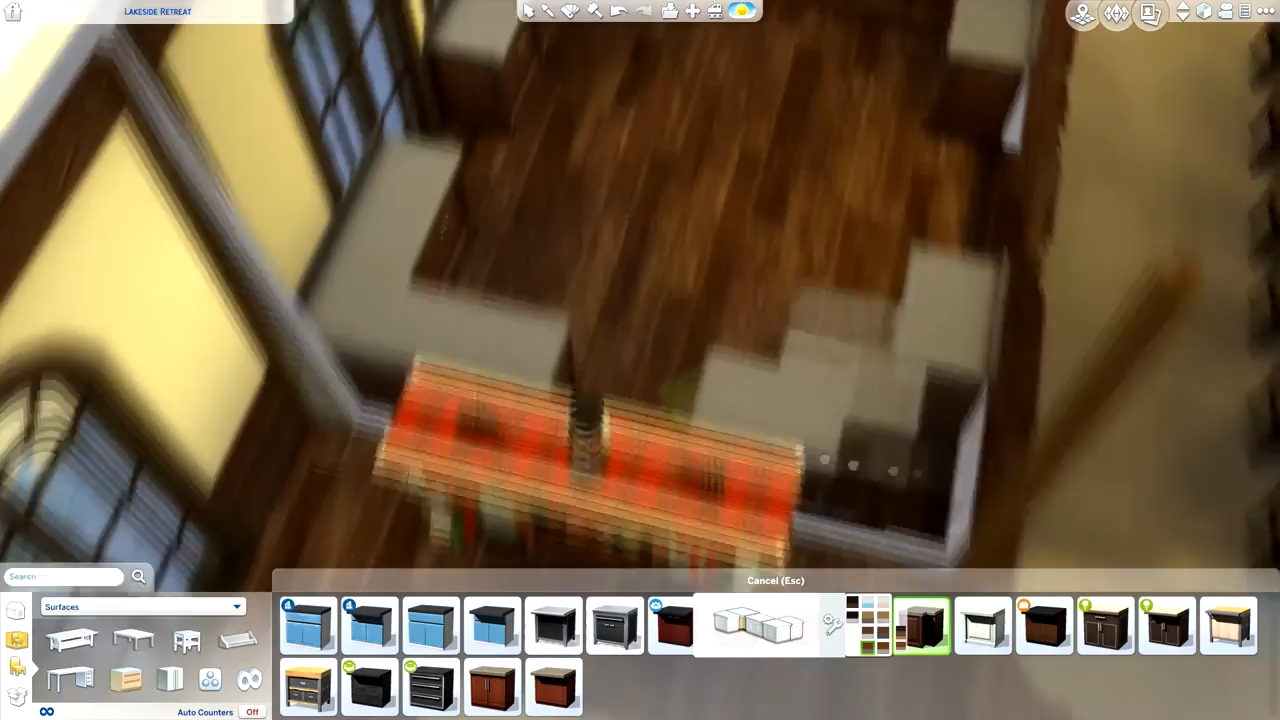 LAKESIDE RETREAT
Cancel (Esc)
Search...
Surfaces
Auto Counters
Off